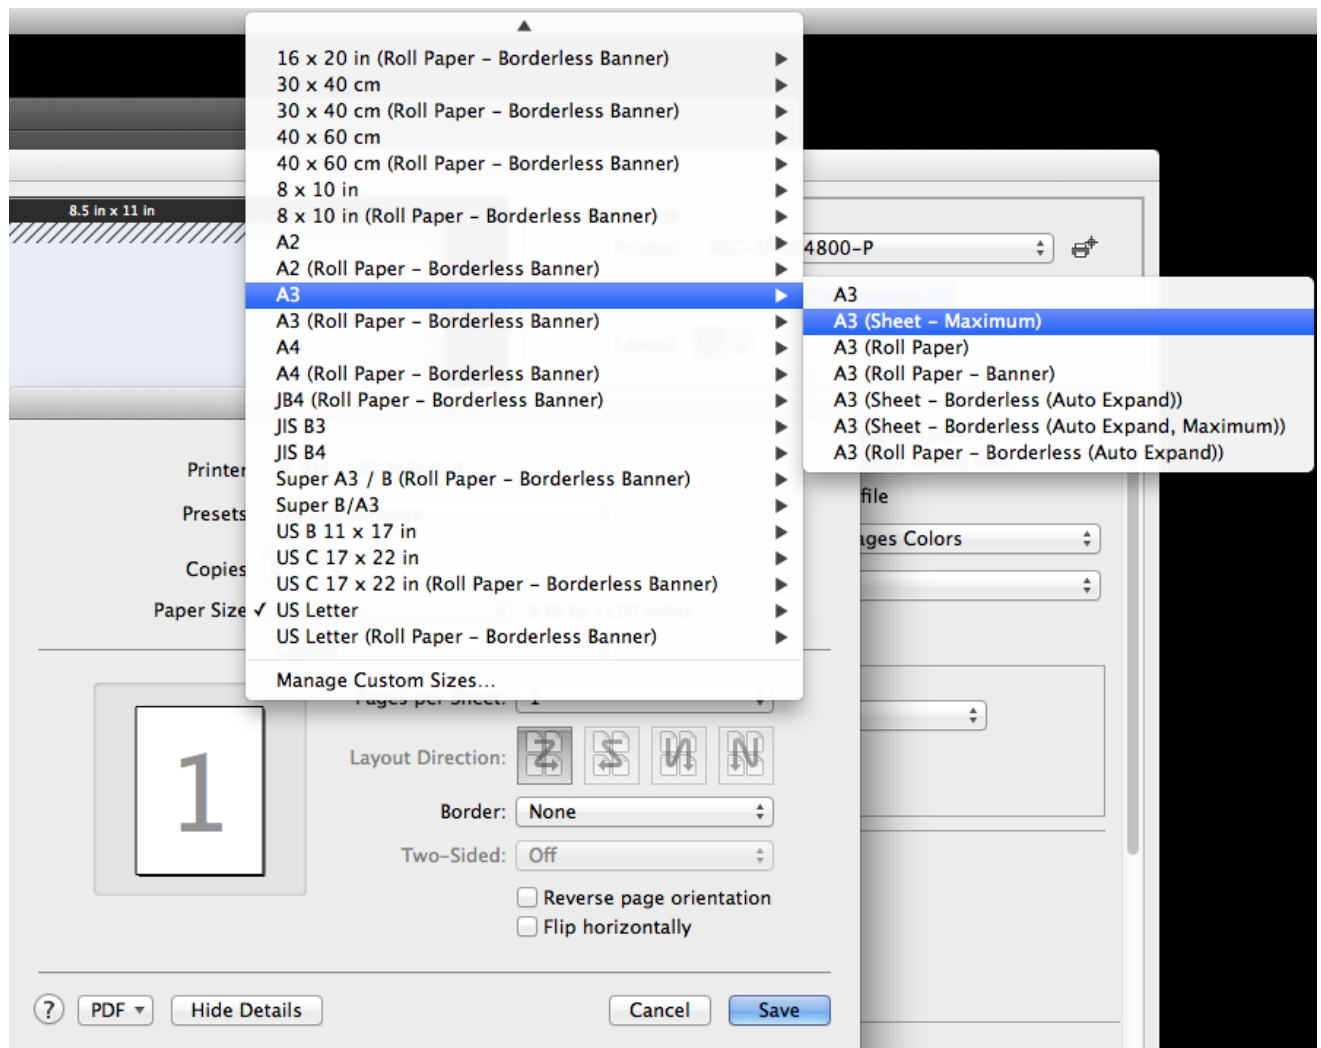 16 x 20 in (Roll Paper – Borderless Banner)
30 x 40 cm
30 x 40 cm (Roll Paper – Borderless Banner)
40 x 60 cm
40 x 60 cm (Roll Paper – Borderless Banner)
8 x 10 in
8 x 10 in (Roll Paper – Borderless Banner)
A2
A2 (Roll Paper – Borderless Banner)
A3
A3 (Roll Paper – Borderless Banner)
A4
A4 (Roll Paper – Borderless Banner)
JB4 (Roll Paper – Borderless Banner)
JIS B3
JIS B4
Super A3 / B (Roll Paper – Borderless Banner)
Super B/A3
US B 11 x 17 in
US C 17 x 22 in
US C 17 x 22 in (Roll Paper – Borderless Banner)
✓ US Letter
US Letter (Roll Paper – Borderless Banner)
Manage Custom Sizes...
A3
A3 (Sheet – Maximum)
A3 (Roll Paper)
A3 (Roll Paper – Banner)
A3 (Sheet – Borderless (Auto Expand))
A3 (Sheet – Borderless (Auto Expand, Maximum))
A3 (Roll Paper – Borderless (Auto Expand))
8.5 in x 11 in
Printer:
4800-P
Layout:
file
ages Colors
Printer
Presets
Copies
Paper Size
Pages per Sheet: 1
Layout Direction:
Border: None
Two-Sided: Off
Reverse page orientation
Flip horizontally
1
? PDF Hide Details Cancel Save